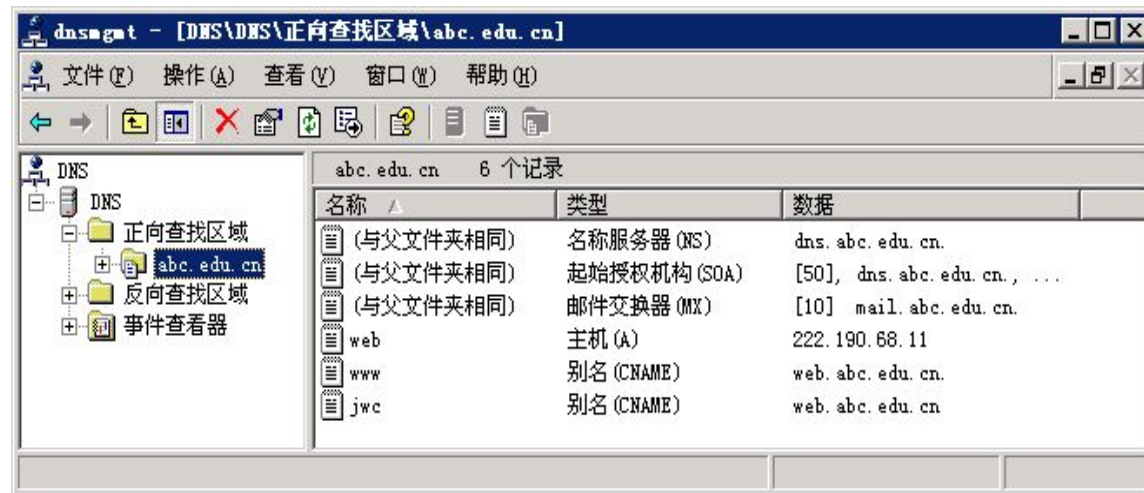 dnsmgmt - [DNS\DNS\正向查找区域\abc.edu.cn]
文件(F) 操作(A) 查看(V) 窗口(W) 帮助(H)
DNS
DNS
正向查找区域
abc.edu.cn
反向查找区域
事件查看器
abc.edu.cn 6 个记录
名称 类型 数据
(与父文件夹相同) 名称服务器(NS) dns.abc.edu.cn.
(与父文件夹相同) 起始授权机构(SOA) [50], dns.abc.edu.cn., ...
(与父文件夹相同) 邮件交换器(MX) [10] mail.abc.edu.cn.
web 主机(A) 222.190.68.11
www 别名(CNAME) web.abc.edu.cn.
jwc 别名(CNAME) web.abc.edu.cn